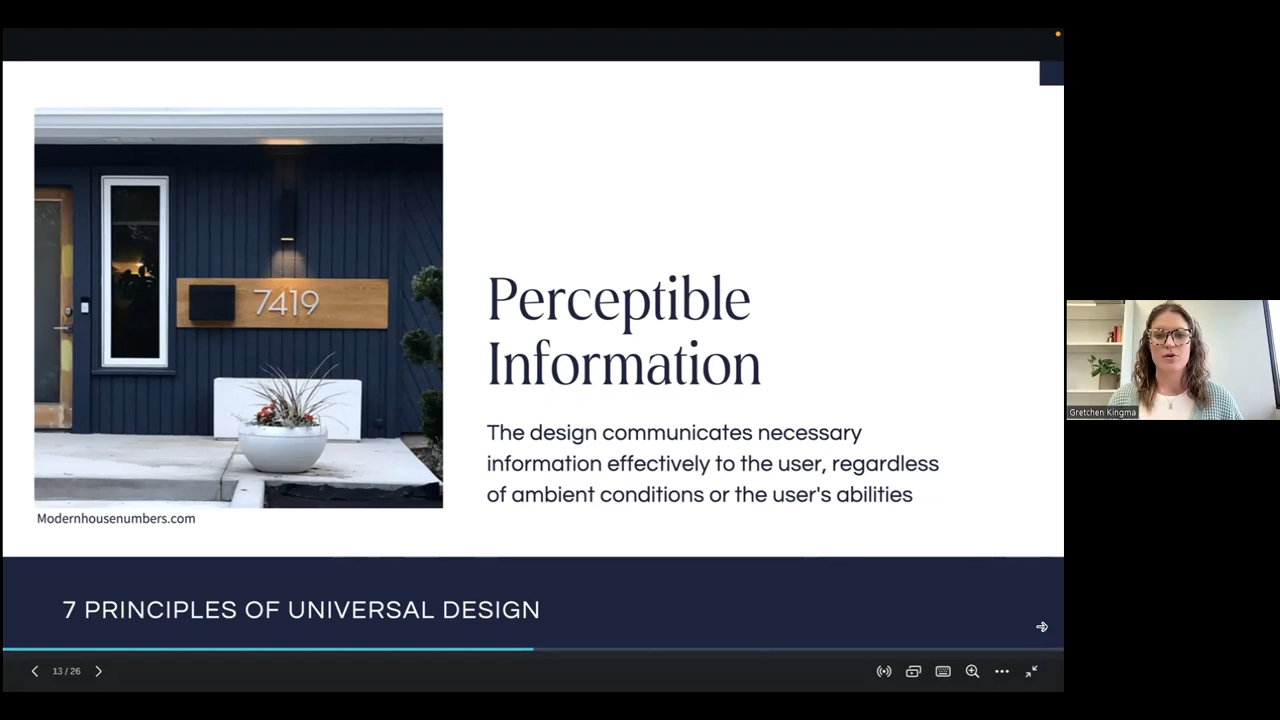 7419
Modernhousenumbers.com
Perceptible
Information
The design communicates necessary
information effectively to the user, regardless
of ambient conditions or the user's abilities
7 PRINCIPLES OF UNIVERSAL DESIGN
13 / 26
Gretchen Kingma